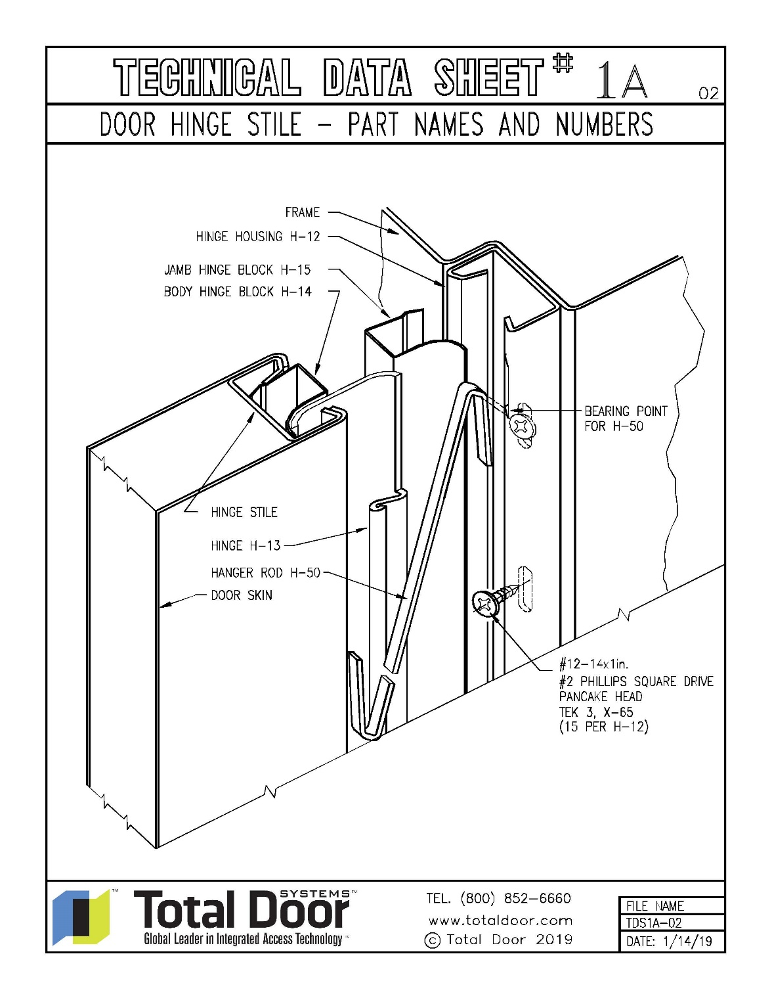 TECHNICAL DATA SHEET # 1A
02
DOOR HINGE STILE – PART NAMES AND NUMBERS
FRAME
HINGE HOUSING H–12
JAMB HINGE BLOCK H–15
BODY HINGE BLOCK H–14
BEARING POINT
FOR H–50
HINGE STILE
HINGE H–13
HANGER ROD H–50
DOOR SKIN
#12–14x1in.
#2 PHILLIPS SQUARE DRIVE
PANCAKE HEAD
TEK 3, X–65
(15 PER H–12)
™
Total Door SYSTEMS™
Global Leader in Integrated Access Technology™
TEL. (800) 852–6660
www.totaldoor.com
© Total Door 2019
FILE NAME
TDS1A–02
DATE: 1/14/19